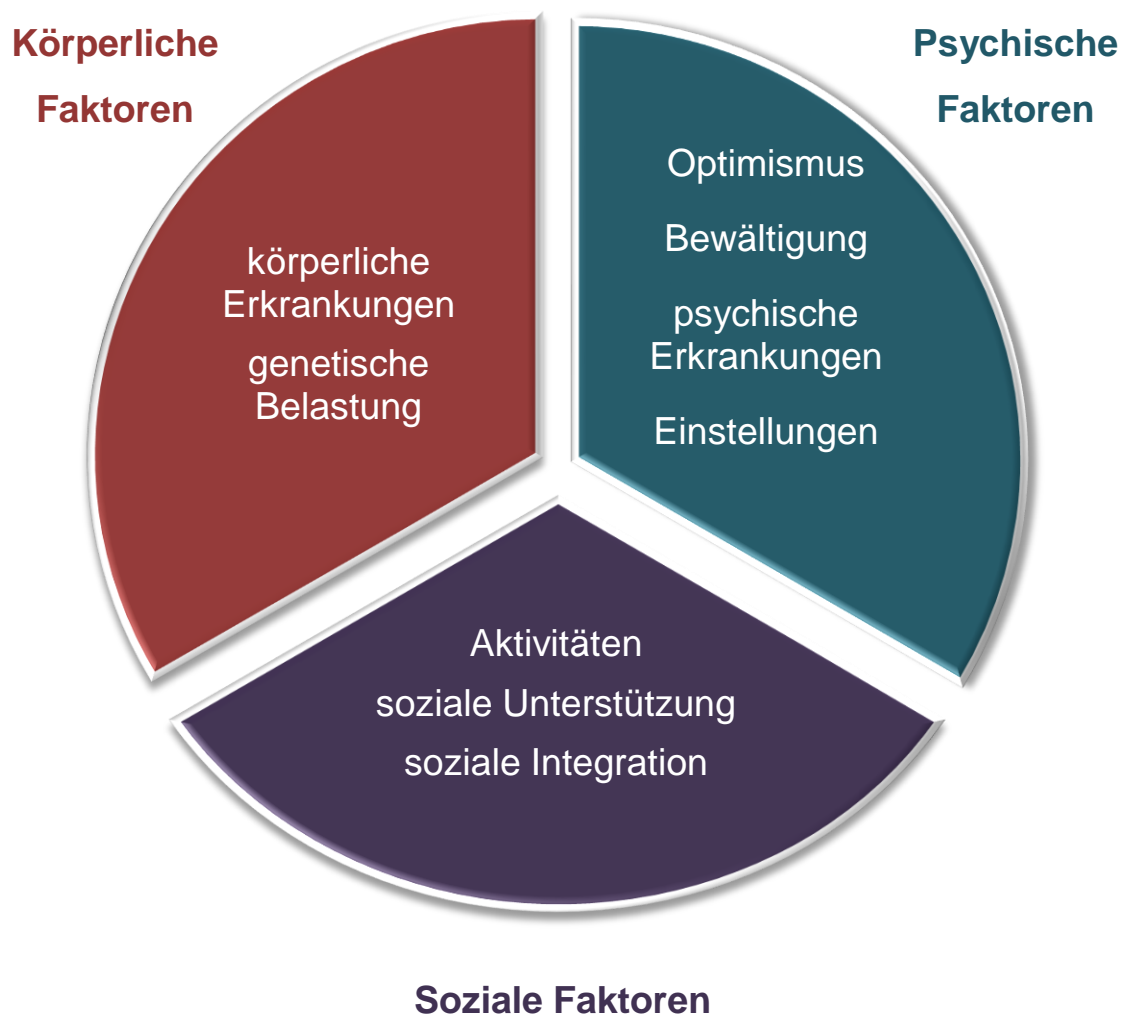 Körperliche
Faktoren
körperliche
Erkrankungen
genetische
Belastung
Psychische
Faktoren
Optimismus
Bewältigung
psychische
Erkrankungen
Einstellungen
Aktivitäten
soziale Unterstützung
soziale Integration
Soziale Faktoren